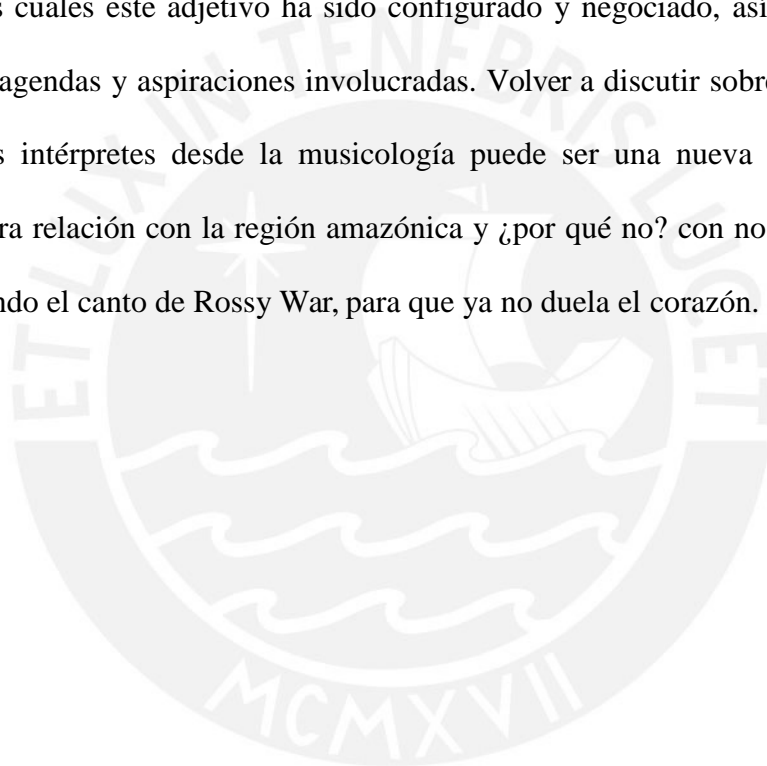 s cuales este adjetivo ha sido configurado y negociado, así
agendas y aspiraciones involucradas. Volver a discutir sobre
s intérpretes desde la musicología puede ser una nueva
ra relación con la región amazónica y ¿por qué no? con no
ndo el canto de Rossy War, para que ya no duela el corazón.
ET LUX IN TENEBRIS LUCET
MCMXVII